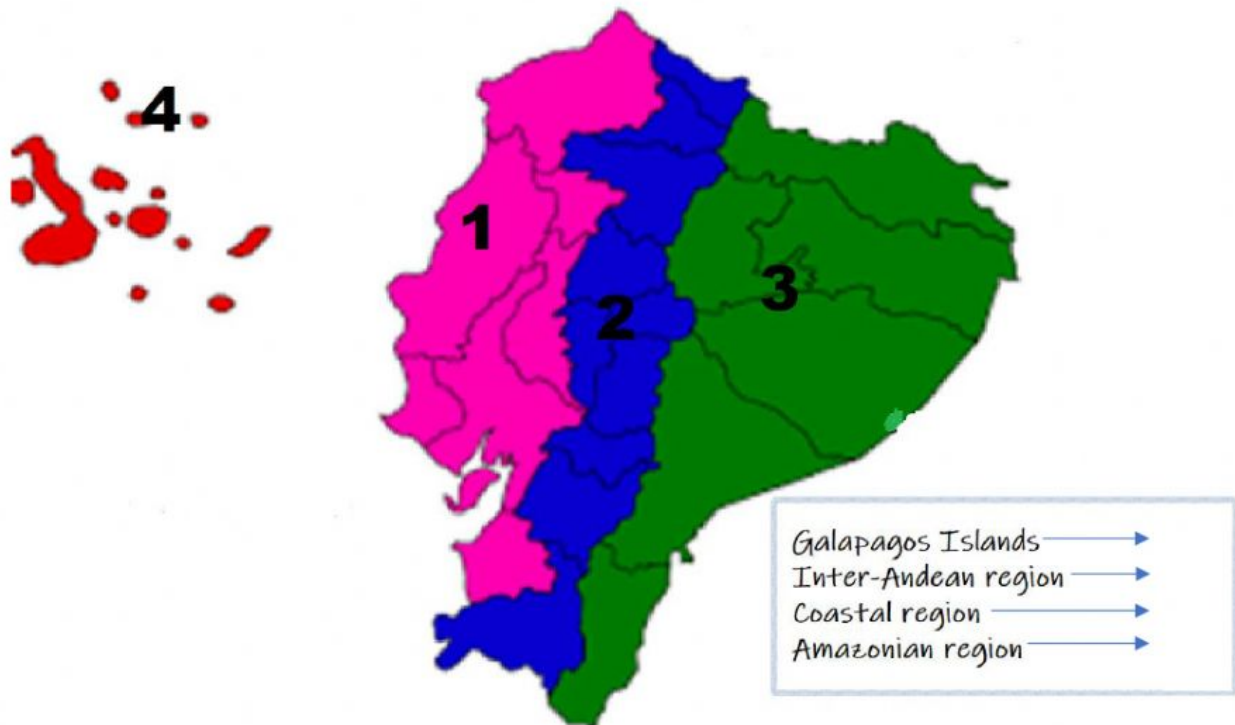 4
1
3
2
Galapagos Islands
Inter-Andean region
Coastal region
Amazonian region